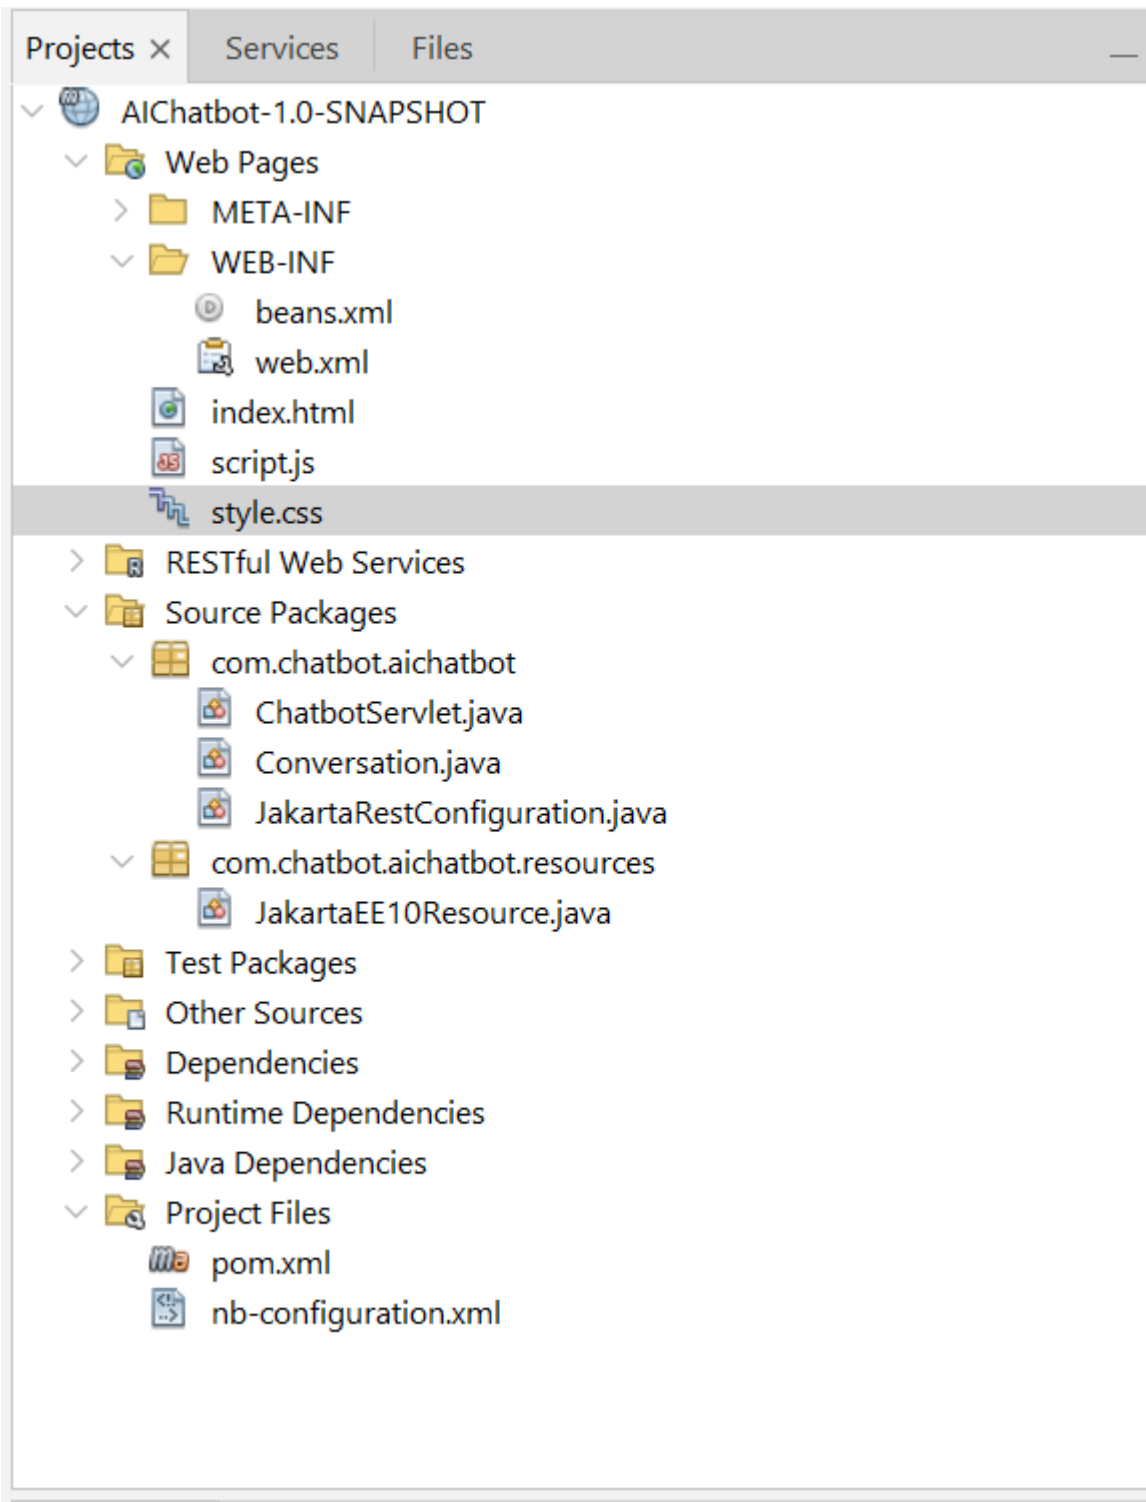 Projects Services Files
AIChatbot-1.0-SNAPSHOT
Web Pages
META-INF
WEB-INF
beans.xml
web.xml
index.html
script.js
style.css
RESTful Web Services
Source Packages
com.chatbot.aichatbot
ChatbotServlet.java
Conversation.java
JakartaRestConfiguration.java
com.chatbot.aichatbot.resources
JakartaEE10Resource.java
Test Packages
Other Sources
Dependencies
Runtime Dependencies
Java Dependencies
Project Files
pom.xml
nb-configuration.xml